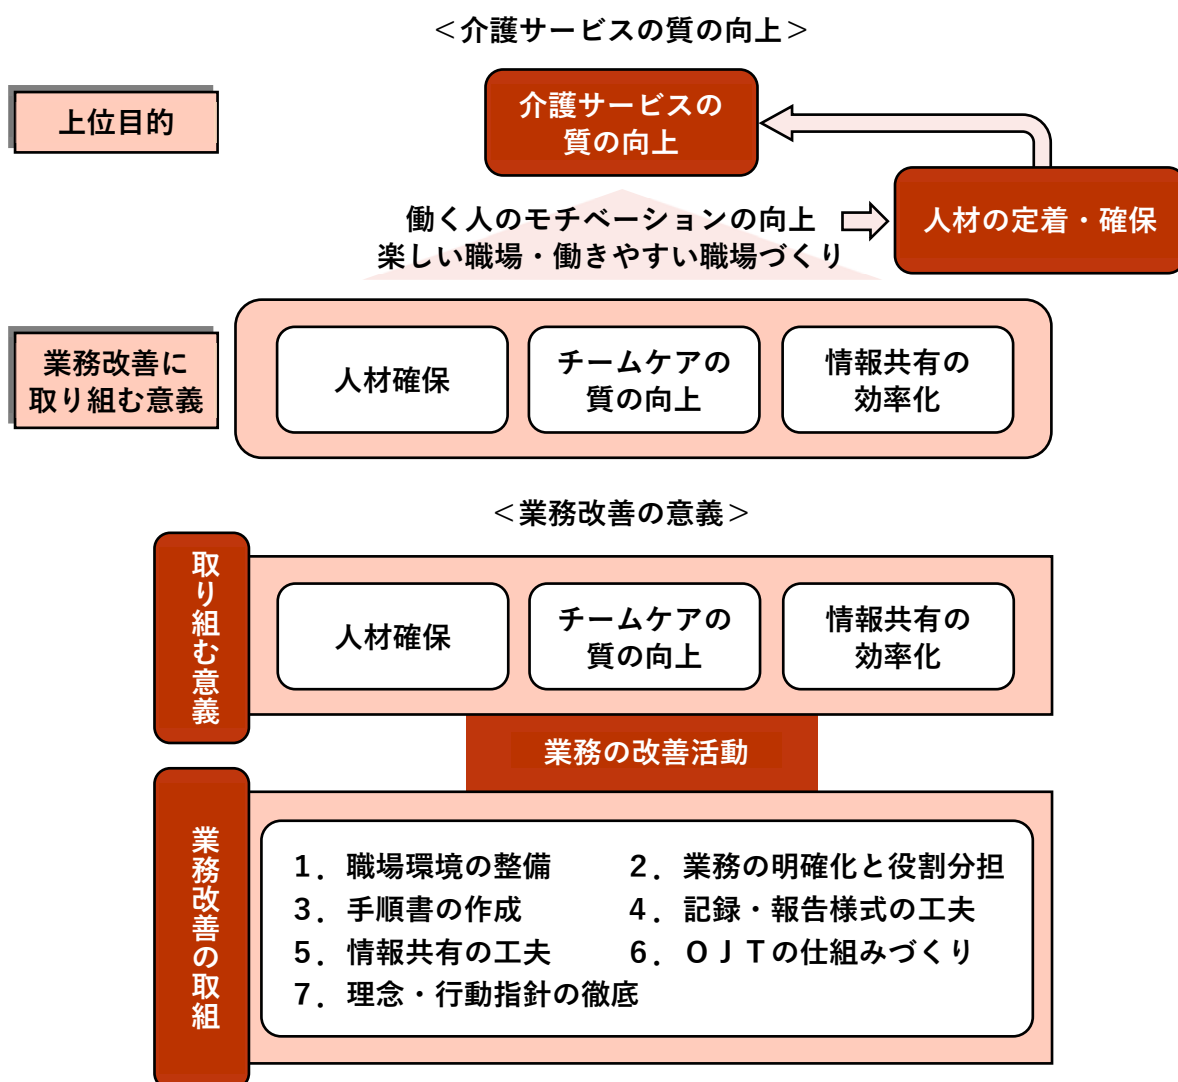 ＜介護サービスの質の向上＞
上位目的
介護サービスの
質の向上
働く人のモチベーションの向上
楽しい職場・働きやすい職場づくり
人材の定着・確保
業務改善に
取り組む意義
人材確保
チームケアの
質の向上
情報共有の
効率化
＜業務改善の意義＞
取り組む意義
人材確保
チームケアの
質の向上
情報共有の
効率化
業務の改善活動
業務改善の取組
１．職場環境の整備
２．業務の明確化と役割分担
３．手順書の作成
４．記録・報告様式の工夫
５．情報共有の工夫
６．ＯＪＴの仕組みづくり
７．理念・行動指針の徹底